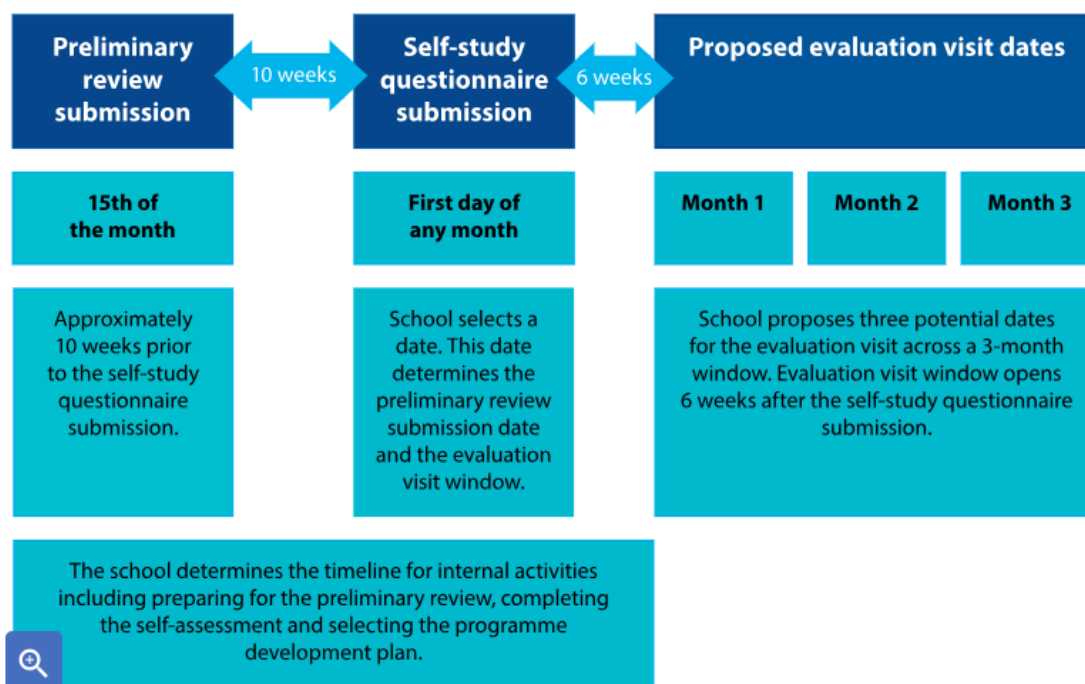 Preliminary
review
submission
10 weeks
Self-study
questionnaire
submission
6 weeks
Proposed evaluation visit dates
15th of
the month
First day of
any month
Month 1
Month 2
Month 3
Approximately
10 weeks prior
to the self-study
questionnaire
submission.
School selects a
date. This date
determines the
preliminary review
submission date
and the evaluation
visit window.
School proposes three potential dates
for the evaluation visit across a 3-month
window. Evaluation visit window opens
6 weeks after the self-study questionnaire
submission.
The school determines the timeline for internal activities
including preparing for the preliminary review, completing
the self-assessment and selecting the programme
development plan.